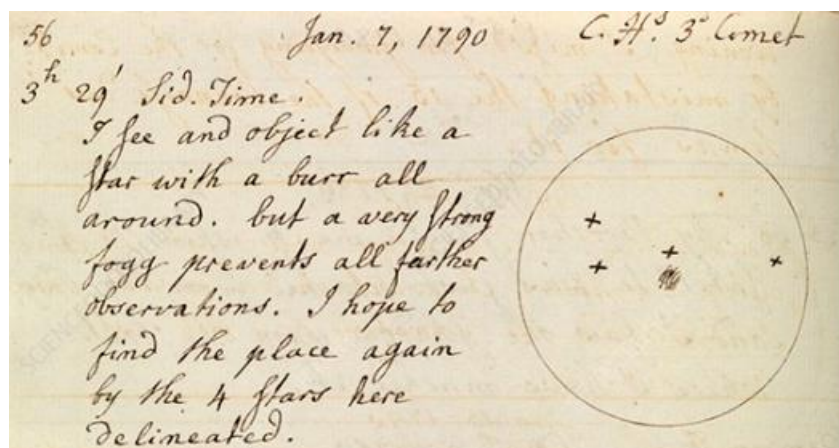 56 Jan. 7, 1790 C. H.s 3.d Comet
3h 29' Sid. Time.
I see and object like a
star with a burr all
around. but a very strong
fogg prevents all farther
observations. I hope to
find the place again
by the 4 stars here
delineated.